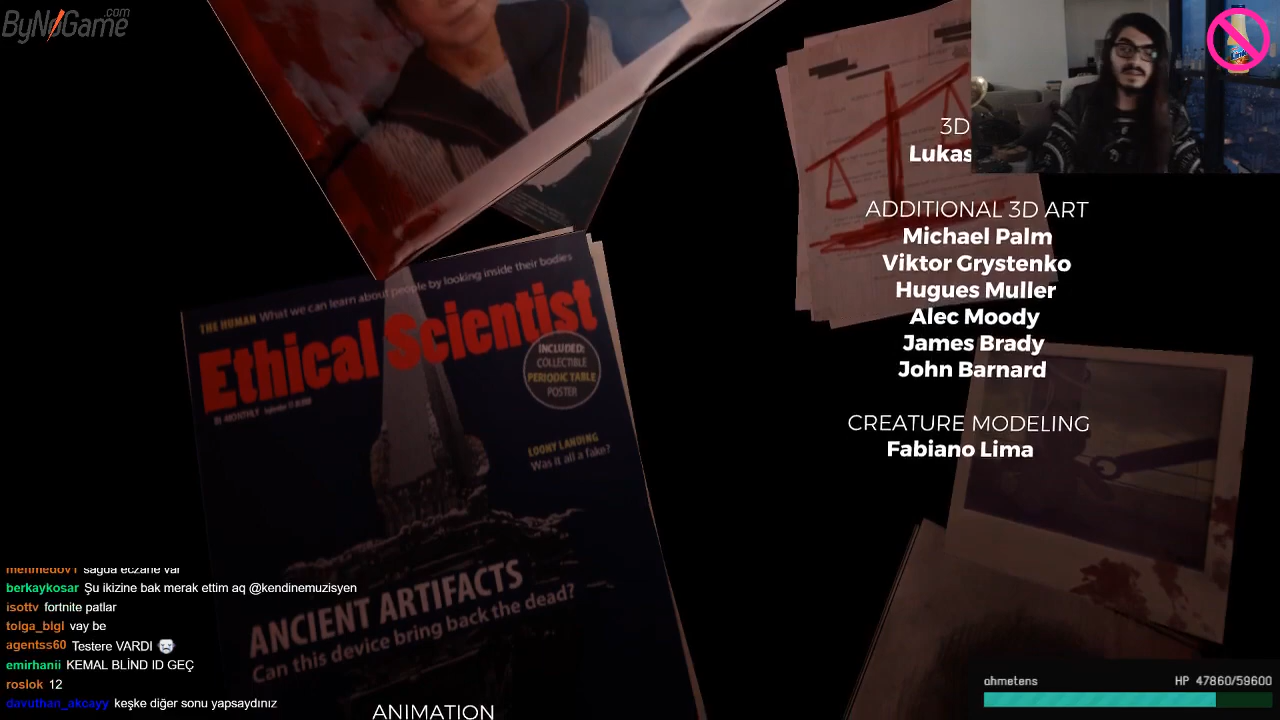 ByNoGame.com
3D
Lukas
ADDITIONAL 3D ART
Michael Palm
Viktor Grystenko
Hugues Muller
Alec Moody
James Brady
John Barnard
CREATURE MODELING
Fabiano Lima
THE HUMAN What we can learn about people by looking inside their bodies
Ethical Scientist
INCLUDED:
COLLECTIBLE
PERIODIC TABLE
POSTER
BI-MONTHLY
LOONY LANDING
Was it all a fake?
ANCIENT ARTIFACTS
Can this device bring back the dead?
mehmedov1 sağda eczane var
berkaykosar Şu ikizine bak merak ettim aq @kendinemuzisyen
isottv fortnite patlar
tolga_blgl vay be
agentss60 Testere VARDI
emirhanii KEMAL BLİND ID GEÇ
roslok 12
davuthan_akcayy keşke diğer sonu yapsaydınız
ANIMATION
ahmetens HP 47860/59600